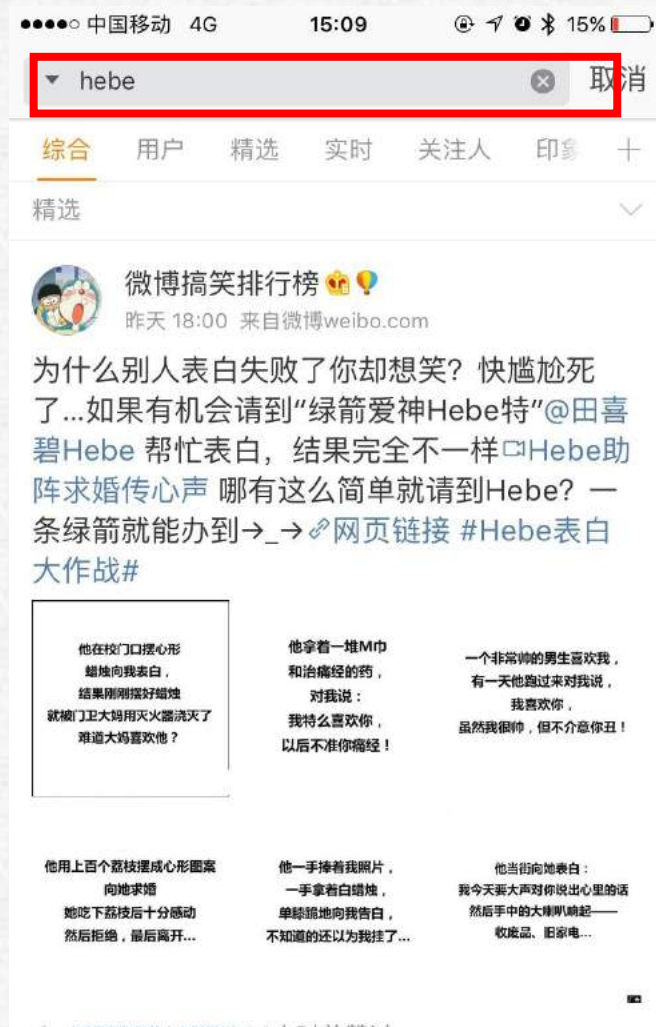 中国移动 4G 15:09 15%
hebe 取消
综合 用户 精选 实时 关注人 印象
精选
微博搞笑排行榜
昨天 18:00 来自微博weibo.com
为什么别人表白失败了你却想笑？快尴尬死
了...如果有机会请到“绿箭爱神Hebe特”@田喜
碧Hebe 帮忙表白，结果完全不一样Hebe助
阵求婚传心声 哪有这么简单就请到Hebe？一
条绿箭就能办到→_→网页链接 #Hebe表白
大作战#
他在校门口摆心形
蜡烛向我表白，
结果刚刚摆好蜡烛
就被门卫大妈用灭火器浇灭了
难道大妈喜欢他？
他拿着一堆M巾
和治痛经的药，
对我说：
我特么喜欢你，
以后不准你痛经！
一个非常帅的男生喜欢我，
有一天他跑过来对我说，
我喜欢你，
虽然我很帅，但不介意你丑！
他用上百个荔枝摆成心形图案
向她求婚
她吃下荔枝后十分感动
然后拒绝，最后离开...
他一手捧着我照片，
一手拿着白蜡烛，
单膝跪地向我告白，
不知道的还以为我挂了...
他当街向她表白：
我今天要大声对你说出心里的话
然后手中的大喇叭响起——
收废品、旧家电...